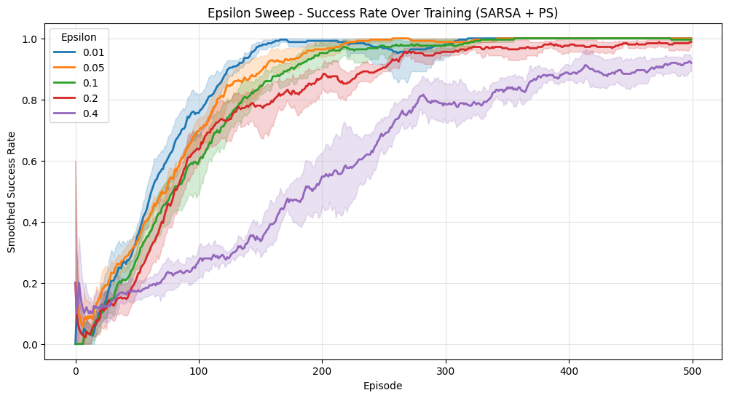 Epsilon Sweep - Success Rate Over Training (SARSA + PS)
Epsilon
0.01
0.05
0.1
0.2
0.4
Smoothed Success Rate
1.0
0.8
0.6
0.4
0.2
0.0
0 100 200 300 400 500
Episode